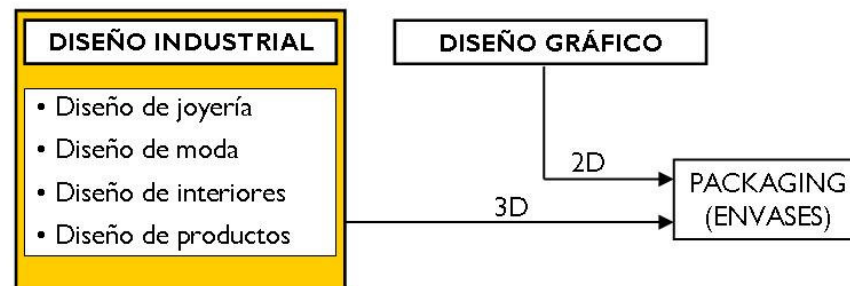 DISEÑO INDUSTRIAL
• Diseño de joyería
• Diseño de moda
• Diseño de interiores
• Diseño de productos
DISEÑO GRÁFICO
2D
3D
PACKAGING
(ENVASES)